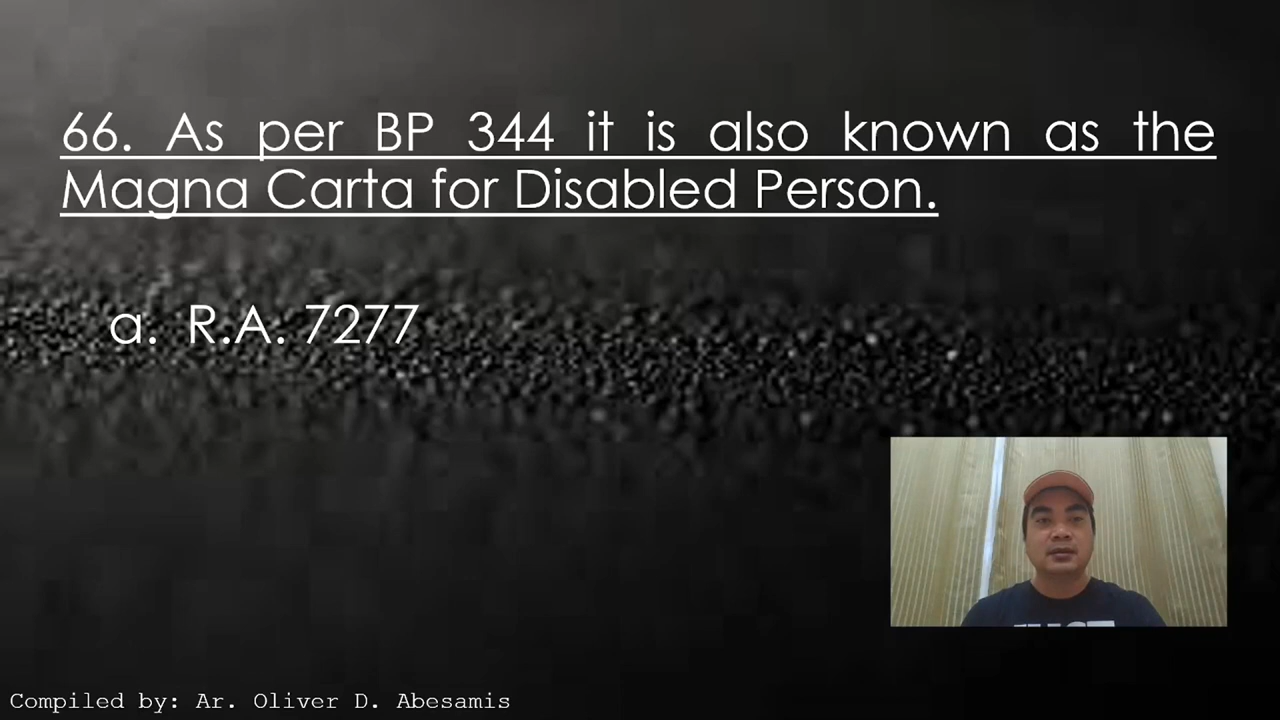 66. As per BP 344 it is also known as the
Magna Carta for Disabled Person.
a. R.A. 7277
Compiled by: Ar. Oliver D. Abesamis